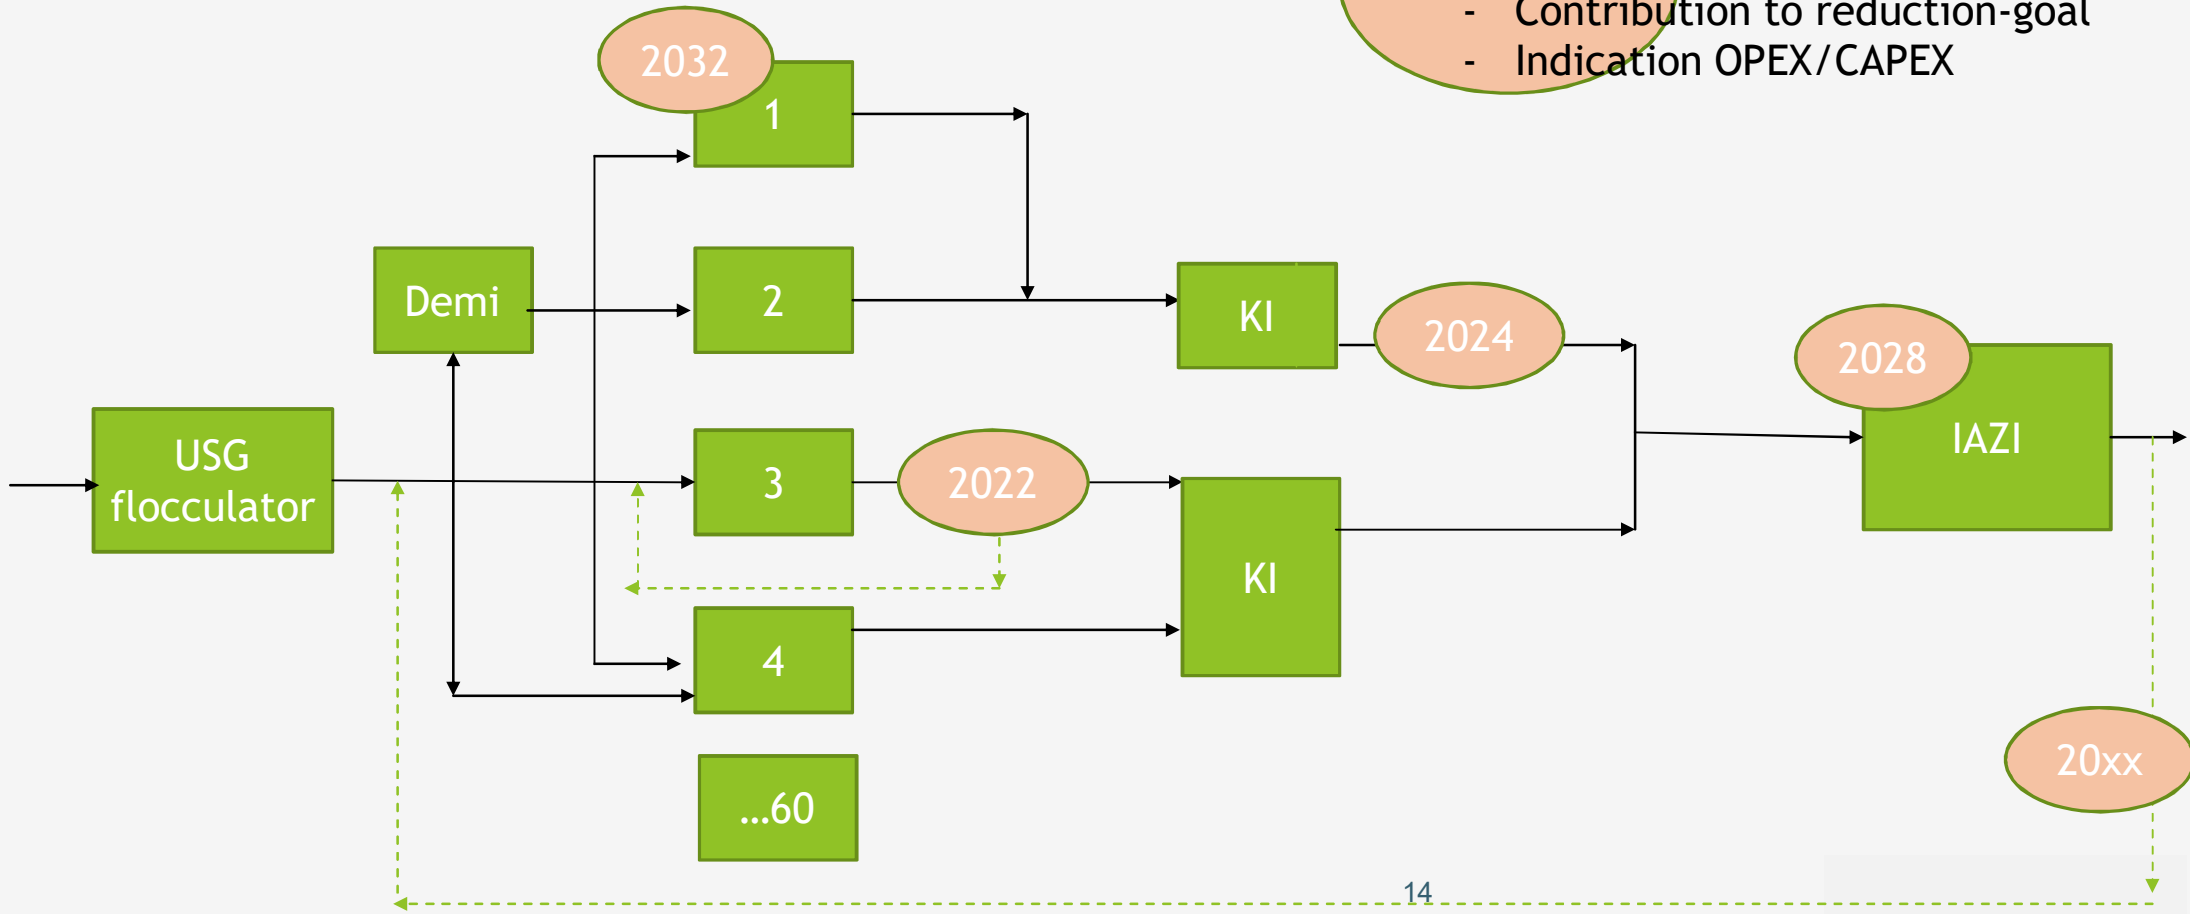 - Contribution to reduction-goal
- Indication OPEX/CAPEX
2032
1
Demi
2
KI
2024
2028
USG
flocculator
3
2022
IAZI
KI
4
20xx
…60
14